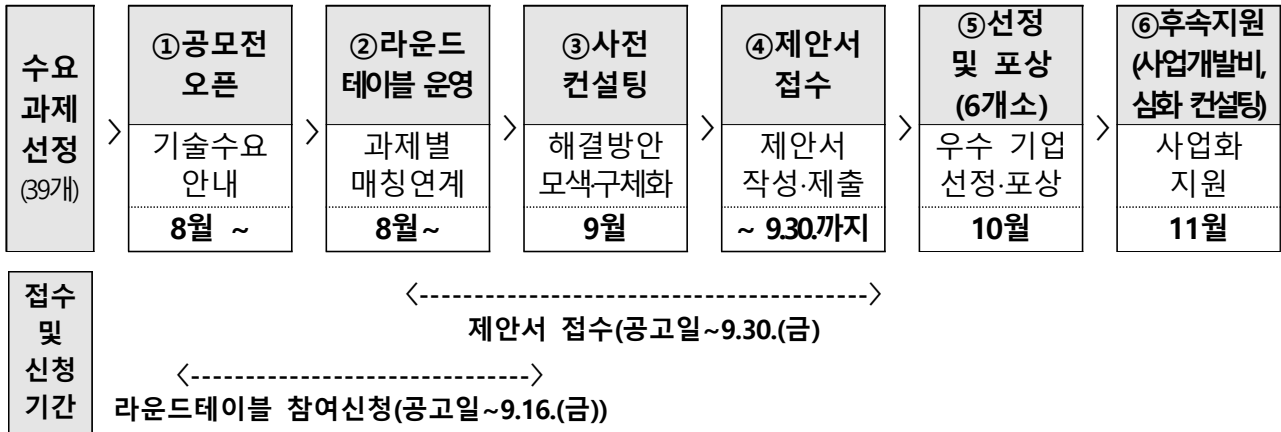 수요
과제
선정
(39개)
〉
①공모전
오픈
기술수요
안내
8월 ~
〉
②라운드
테이블 운영
과제별
매칭연계
8월~
〉
③사전
컨설팅
해결방안
모색·구체화
9월
〉
④제안서
접수
제안서
작성·제출
~ 9.30.까지
〉
⑤선정
및 포상
(6개소)
우수 기업
선정·포상
10월
〉
⑥후속지원
(사업개발비,
심화 컨설팅)
사업화
지원
11월
접수
및
신청
기간
〈-----------------------------------------〉
제안서 접수(공고일~9.30.(금)
〈-------------------------------〉
라운드테이블 참여신청(공고일~9.16.(금))